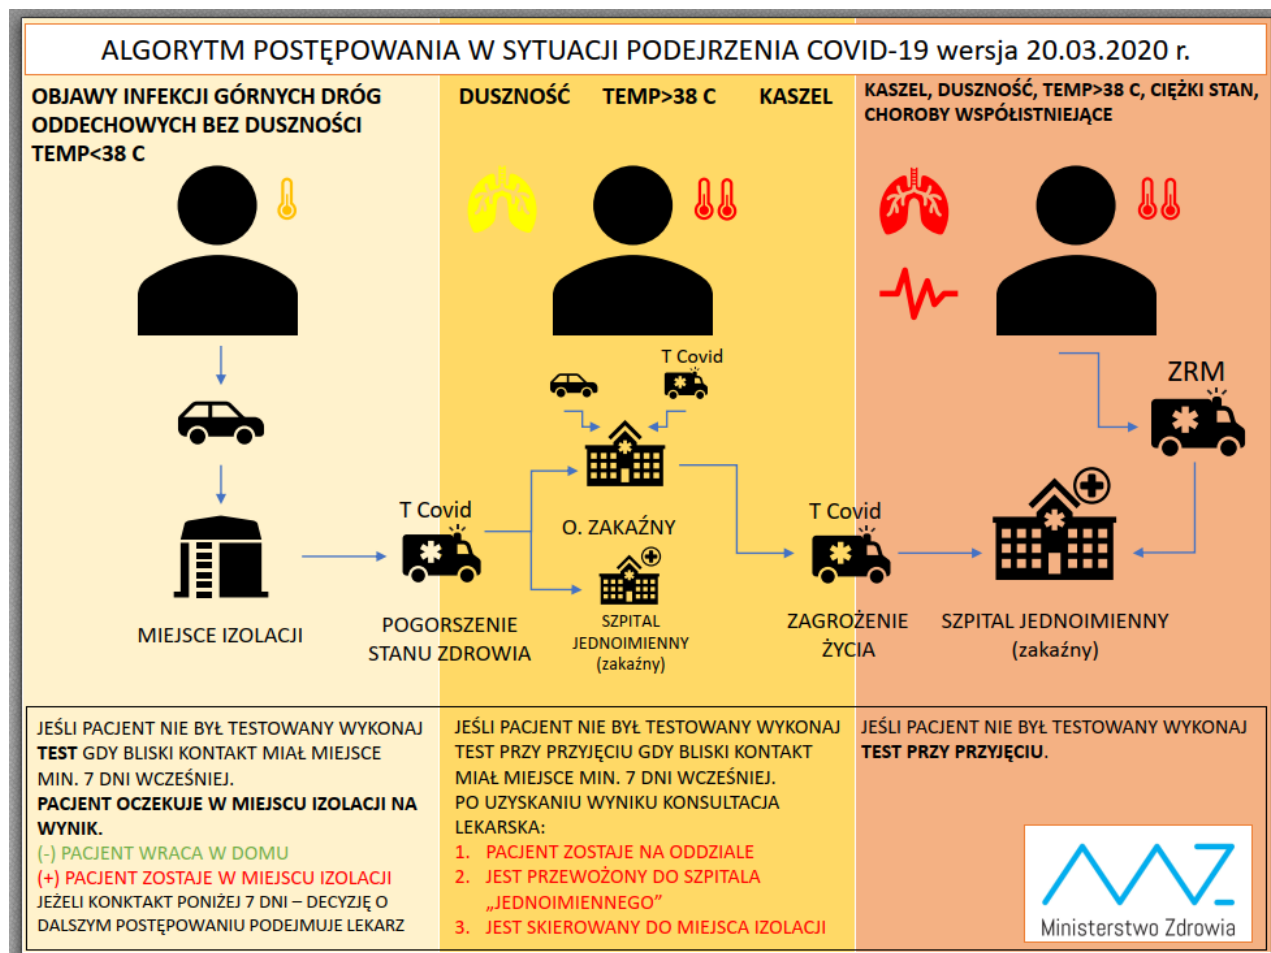 ALGORYTM POSTĘPOWANIA W SYTUACJI PODEJRZENIA COVID-19 wersja 20.03.2020 r.
OBJAWY INFEKCJI GÓRNYCH DRÓG
ODDECHOWYCH BEZ DUSZNOŚCI
TEMP<38 C
DUSZNOŚĆ TEMP>38 C KASZEL
KASZEL, DUSZNOŚĆ, TEMP>38 C, CIĘŻKI STAN,
CHOROBY WSPÓŁISTNIEJĄCE
T Covid
ZRM
T Covid
O. ZAKAŹNY
T Covid
MIEJSCE IZOLACJI
POGORSZENIE
STANU ZDROWIA
SZPITAL
JEDNOIMIENNY
(zakaźny)
ZAGROŻENIE
ŻYCIA
SZPITAL JEDNOIMIENNY
(zakaźny)
JEŚLI PACJENT NIE BYŁ TESTOWANY WYKONAJ
TEST GDY BLISKI KONTAKT MIAŁ MIEJSCE
MIN. 7 DNI WCZEŚNIEJ.
PACJENT OCZEKUJE W MIEJSCU IZOLACJI NA
WYNIK.
(-) PACJENT WRACA W DOMU
(+) PACJENT ZOSTAJE W MIEJSCU IZOLACJI
JEŻELI KONKTAKT PONIŻEJ 7 DNI – DECYZJĘ O
DALSZYM POSTĘPOWANIU PODEJMUJE LEKARZ
JEŚLI PACJENT NIE BYŁ TESTOWANY WYKONAJ
TEST PRZY PRZYJĘCIU GDY BLISKI KONTAKT
MIAŁ MIEJSCE MIN. 7 DNI WCZEŚNIEJ.
PO UZYSKANIU WYNIKU KONSULTACJA
LEKARSKA:
1. PACJENT ZOSTAJE NA ODDZIALE
2. JEST PRZEWOŻONY DO SZPITALA
„JEDNOIMIENNEGO”
3. JEST SKIEROWANY DO MIEJSCA IZOLACJI
JEŚLI PACJENT NIE BYŁ TESTOWANY WYKONAJ
TEST PRZY PRZYJĘCIU.
Ministerstwo Zdrowia